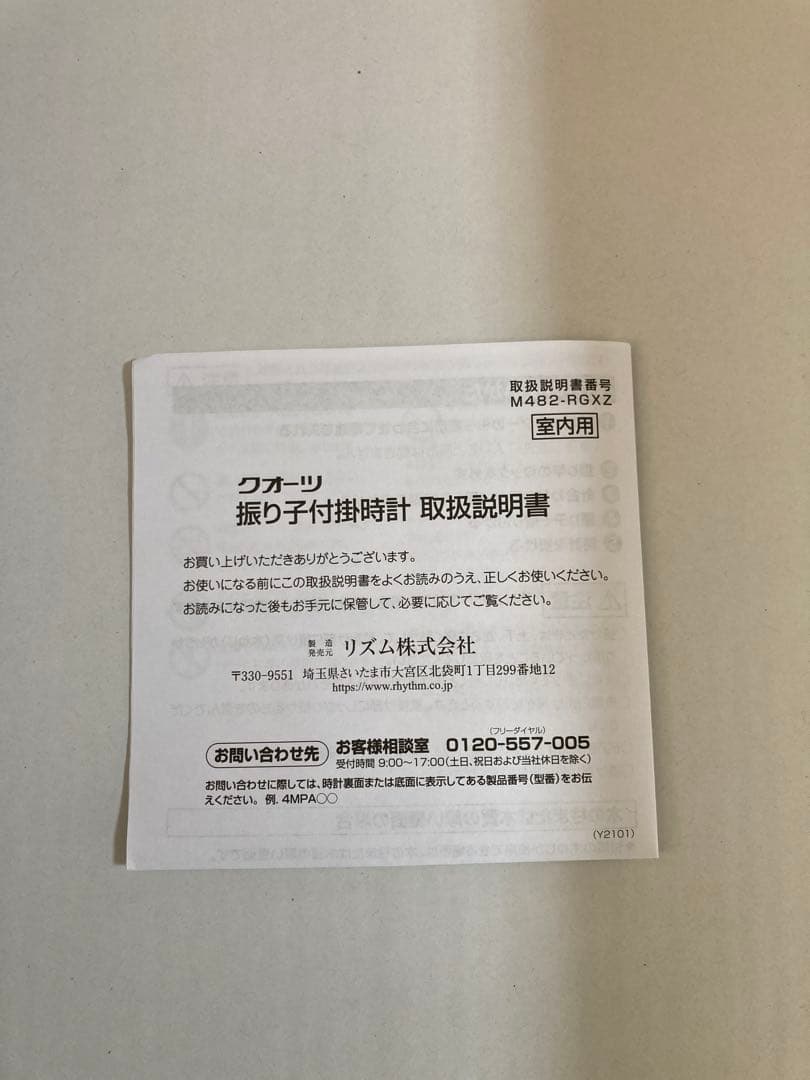 取扱説明書番号
M482-RGXZ
室内用
クオーツ
振り子付掛時計 取扱説明書
お買い上げいただきありがとうございます。
お使いになる前にこの取扱説明書をよくお読みのうえ、正しくお使いください。
お読みになった後もお手元に保管して、必要に応じてご覧ください。
製造発売元 リズム株式会社
〒330-9551 埼玉県さいたま市大宮区北袋町1丁目299番地12
https://www.rhythm.co.jp
(フリーダイヤル)
お問い合わせ先 お客様相談室 0120-557-005
受付時間 9:00~17:00(土日、祝日および当社休日を除く)
お問い合わせに際しては、時計裏面または底面に表示してある製品番号(型番)をお伝
えください。例. 4MPA○○
(Y2101)